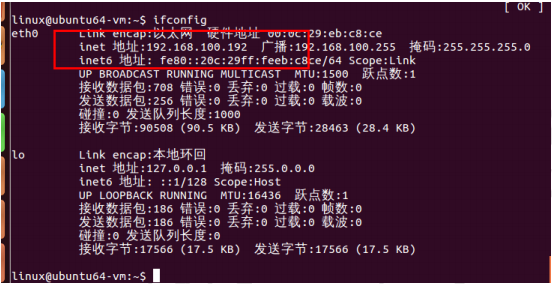 [ OK ]
linux@ubuntu64-vm:~$ ifconfig
eth0 Link encap:以太网 硬件地址 00:0c:29:eb:c8:ce
inet 地址:192.168.100.192 广播:192.168.100.255 掩码:255.255.255.0
inet6 地址: fe80::20c:29ff:feeb:c8ce/64 Scope:Link
UP BROADCAST RUNNING MULTICAST MTU:1500 跃点数:1
接收数据包:708 错误:0 丢弃:0 过载:0 帧数:0
发送数据包:256 错误:0 丢弃:0 过载:0 载波:0
碰撞:0 发送队列长度:1000
接收字节:90508 (90.5 KB) 发送字节:28463 (28.4 KB)
lo Link encap:本地环回
inet 地址:127.0.0.1 掩码:255.0.0.0
inet6 地址: ::1/128 Scope:Host
UP LOOPBACK RUNNING MTU:16436 跃点数:1
接收数据包:186 错误:0 丢弃:0 过载:0 帧数:0
发送数据包:186 错误:0 丢弃:0 过载:0 载波:0
碰撞:0 发送队列长度:0
接收字节:17566 (17.5 KB) 发送字节:17566 (17.5 KB)
linux@ubuntu64-vm:~$